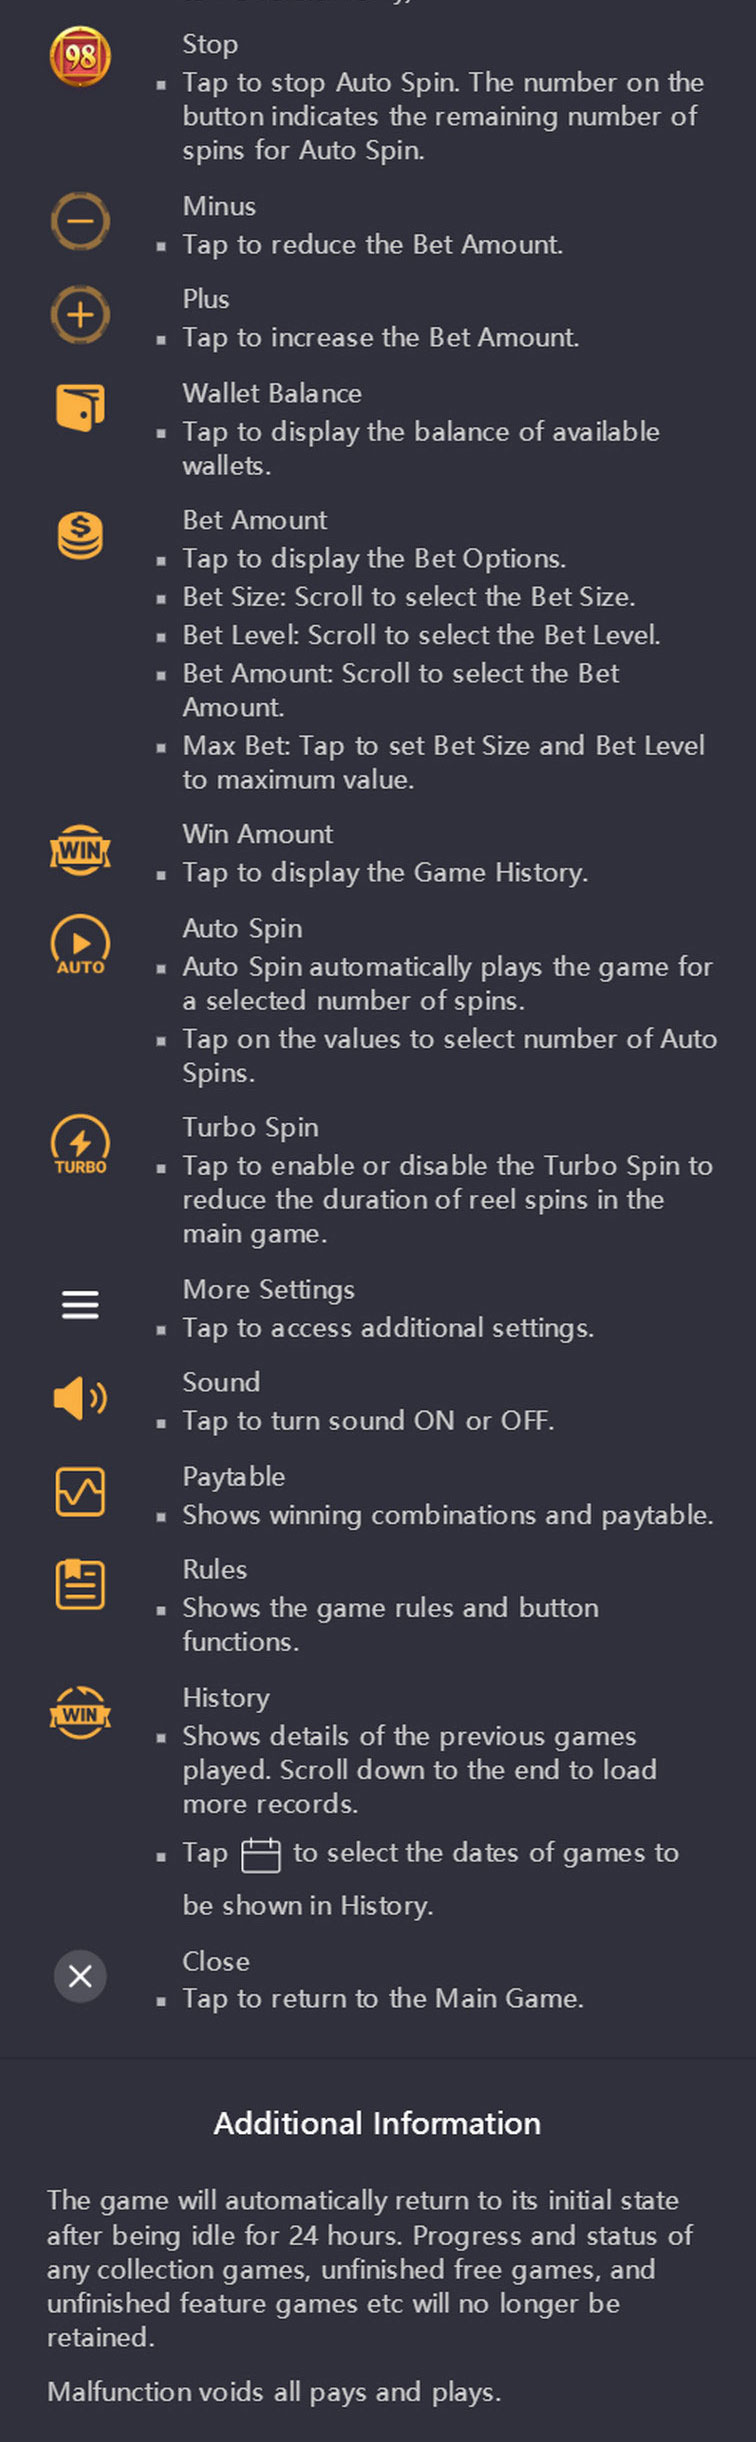 98
Stop
▪ Tap to stop Auto Spin. The number on the
button indicates the remaining number of
spins for Auto Spin.
Minus
▪ Tap to reduce the Bet Amount.
Plus
▪ Tap to increase the Bet Amount.
Wallet Balance
▪ Tap to display the balance of available
wallets.
$
Bet Amount
▪ Tap to display the Bet Options.
▪ Bet Size: Scroll to select the Bet Size.
▪ Bet Level: Scroll to select the Bet Level.
▪ Bet Amount: Scroll to select the Bet
Amount.
▪ Max Bet: Tap to set Bet Size and Bet Level
to maximum value.
WIN
Win Amount
▪ Tap to display the Game History.
AUTO
Auto Spin
▪ Auto Spin automatically plays the game for
a selected number of spins.
▪ Tap on the values to select number of Auto
Spins.
TURBO
Turbo Spin
▪ Tap to enable or disable the Turbo Spin to
reduce the duration of reel spins in the
main game.
More Settings
▪ Tap to access additional settings.
Sound
▪ Tap to turn sound ON or OFF.
Paytable
▪ Shows winning combinations and paytable.
Rules
▪ Shows the game rules and button
functions.
WIN
History
▪ Shows details of the previous games
played. Scroll down to the end to load
more records.
▪ Tap to select the dates of games to
be shown in History.
Close
▪ Tap to return to the Main Game.
Additional Information
The game will automatically return to its initial state
after being idle for 24 hours. Progress and status of
any collection games, unfinished free games, and
unfinished feature games etc will no longer be
retained.
Malfunction voids all pays and plays.